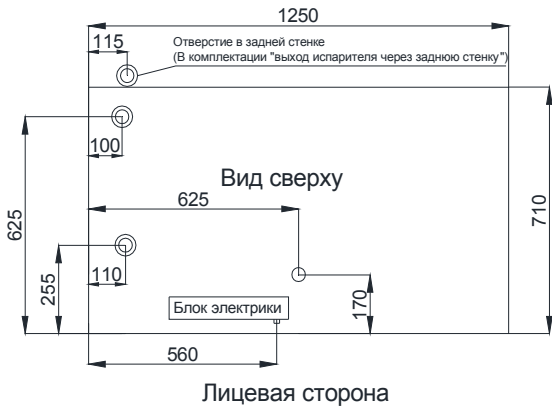 1250
115
Отверстие в задней стенке
(В комплектации "выход испарителя через заднюю стенку")
100
Вид сверху
625
625
710
110
255
170
Блок электрики
560
Лицевая сторона